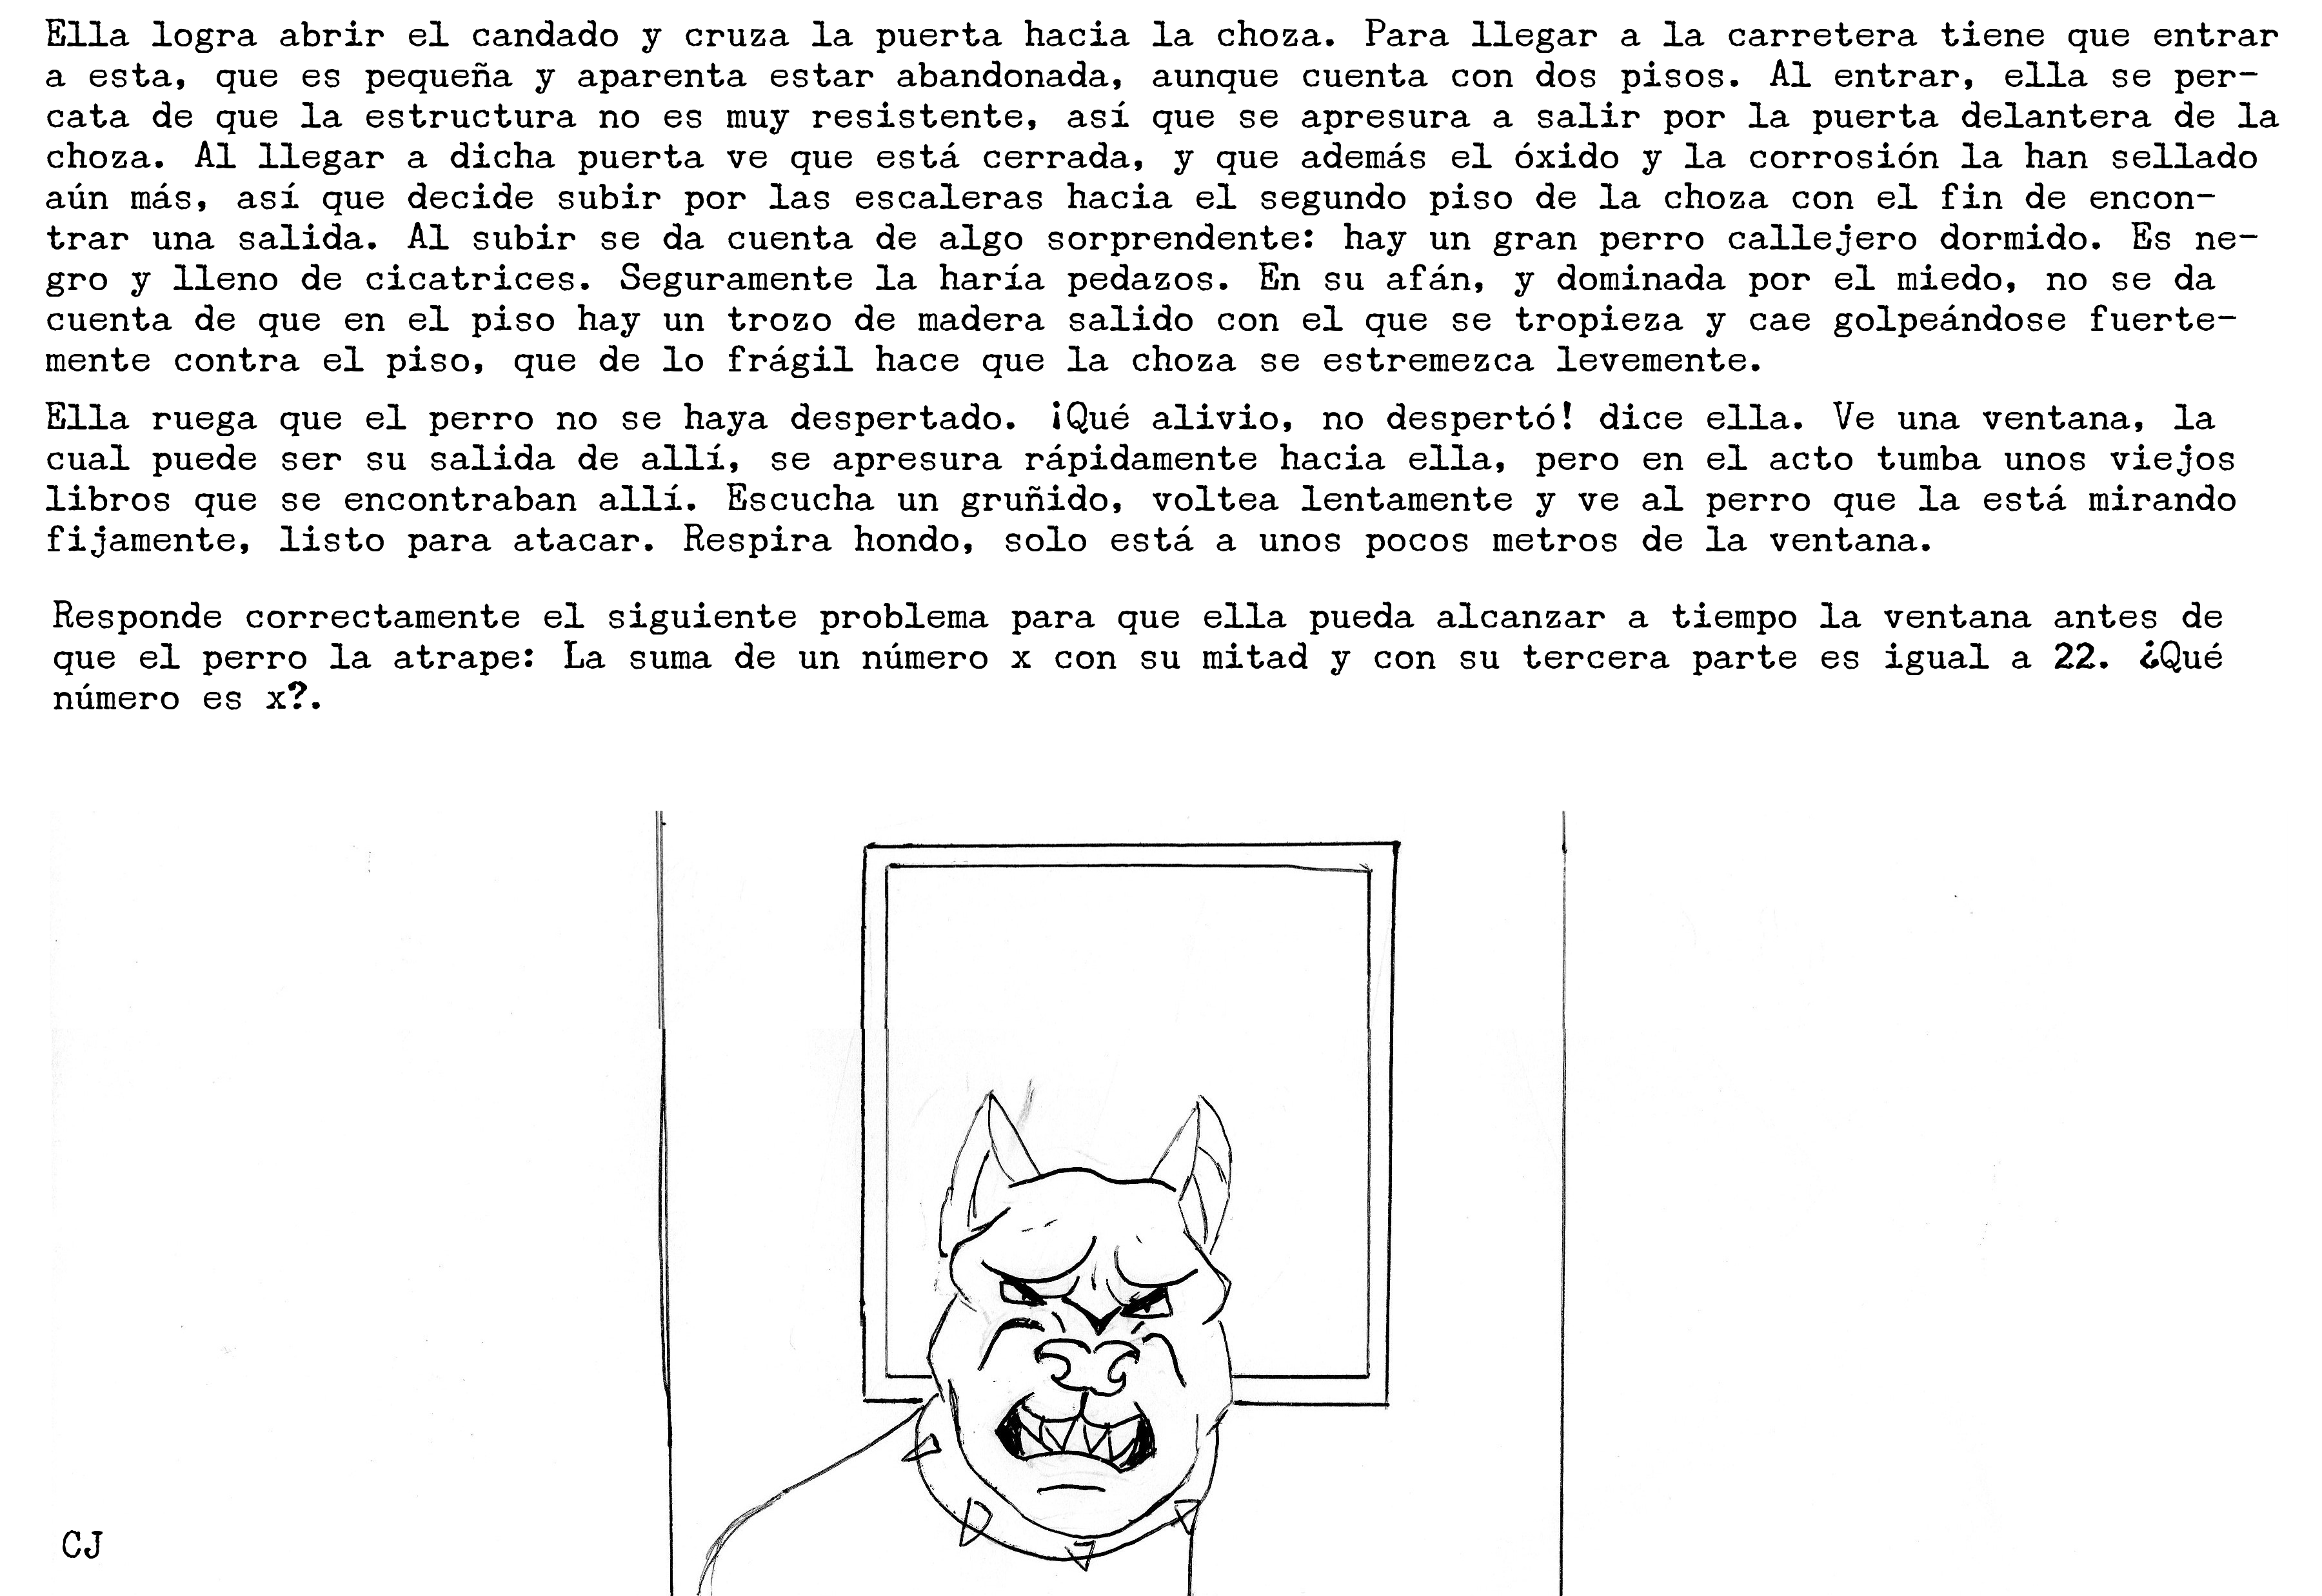 Ella logra abrir el candado y cruza la puerta hacia la choza. Para llegar a la carretera tiene que entrar
a esta, que es pequeña y aparenta estar abandonada, aunque cuenta con dos pisos. Al entrar, ella se per-
cata de que la estructura no es muy resistente, así que se apresura a salir por la puerta delantera de la
choza. Al llegar a dicha puerta ve que está cerrada, y que además el óxido y la corrosión la han sellado
aún más, así que decide subir por las escaleras hacia el segundo piso de la choza con el fin de encon-
trar una salida. Al subir se da cuenta de algo sorprendente: hay un gran perro callejero dormido. Es ne-
gro y lleno de cicatrices. Seguramente la haría pedazos. En su afán, y dominada por el miedo, no se da
cuenta de que en el piso hay un trozo de madera salido con el que se tropieza y cae golpeándose fuerte-
mente contra el piso, que de lo frágil hace que la choza se estremezca levemente.
Ella ruega que el perro no se haya despertado. ¡Qué alivio, no despertó! dice ella. Ve una ventana, la
cual puede ser su salida de allí, se apresura rápidamente hacia ella, pero en el acto tumba unos viejos
libros que se encontraban allí. Escucha un gruñido, voltea lentamente y ve al perro que la está mirando
fijamente, listo para atacar. Respira hondo, solo está a unos pocos metros de la ventana.
Responde correctamente el siguiente problema para que ella pueda alcanzar a tiempo la ventana antes de
que el perro la atrape: La suma de un número x con su mitad y con su tercera parte es igual a 22. ¿Qué
número es x?.
CJ